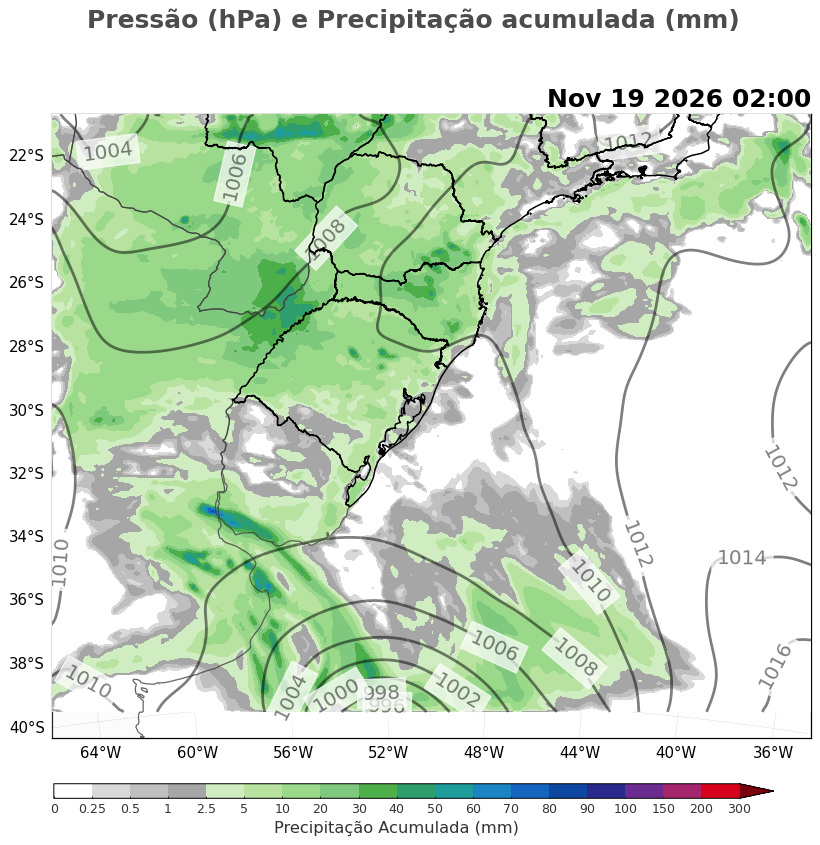 Pressão (hPa) e Precipitação acumulada (mm)
Nov 19 2026 02:00
1004
1012
22°S
1006
24°S
1008
26°S
28°S
30°S
1012
32°S
34°S
1010
1012
1014
1010
36°S
1006
1008
1016
38°S
1010
1004
1000
998
1002
996
40°S
64°W 60°W 56°W 52°W 48°W 44°W 40°W 36°W
0 0.25 0.5 1 2.5 5 10 20 30 40 50 60 70 80 90 100 150 200 300
Precipitação Acumulada (mm)